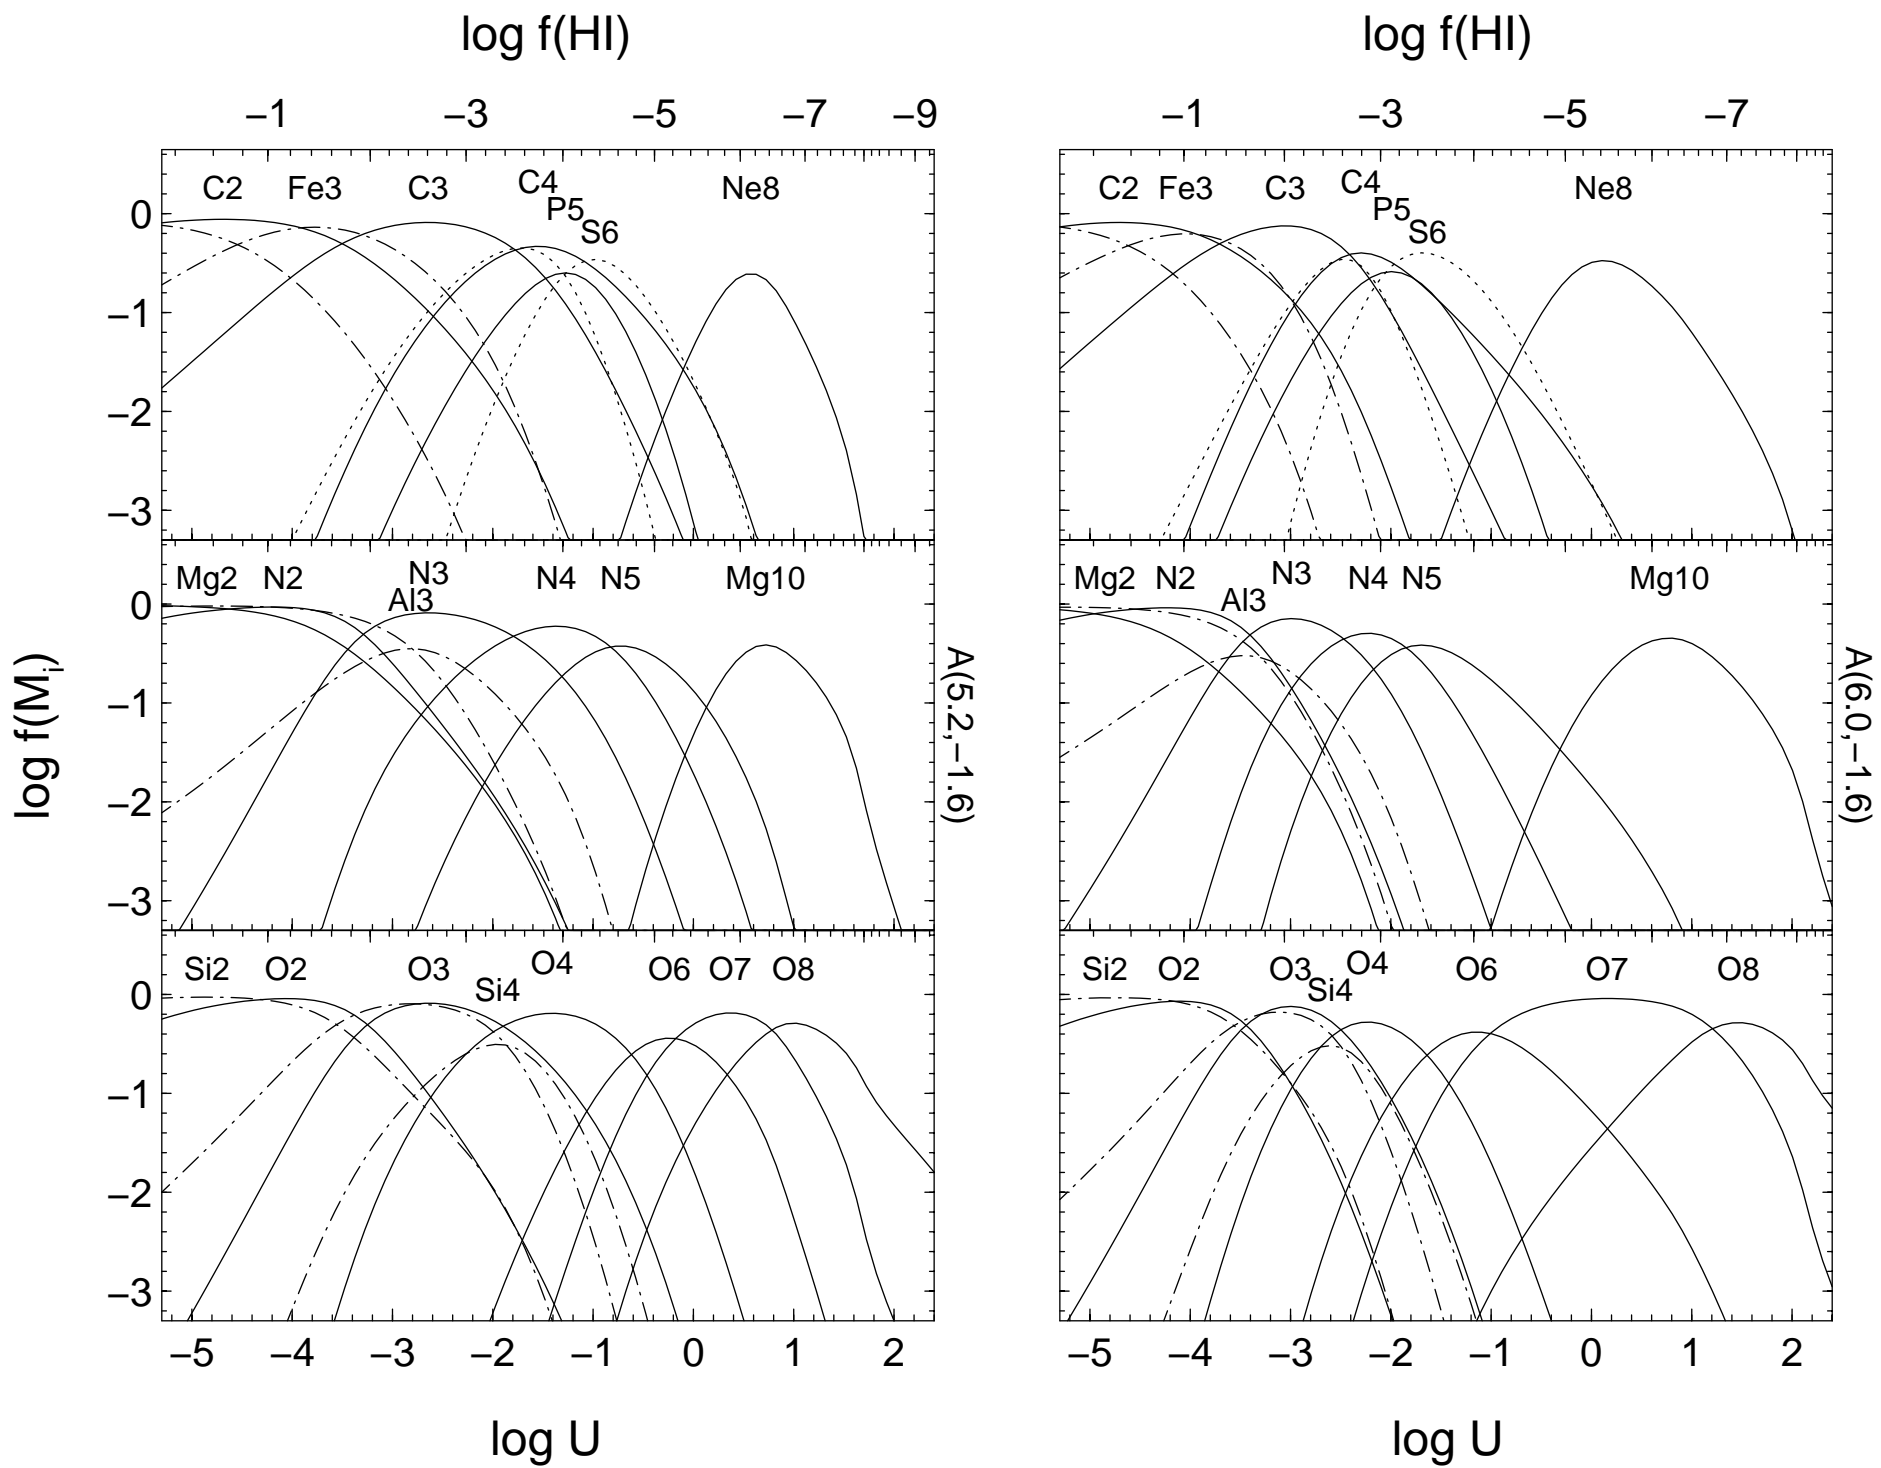 log f(HI) log f(HI)
−1 −3 −5 −7 −9 −1 −3 −5 −7
C2 Fe3 C3 C4 P5 S6 Ne8 C2 Fe3 C3 C4 P5 S6 Ne8
0
−1
−2
−3
Mg2 N2 Al3 N3 N4 N5 Mg10 Mg2 N2 Al3 N3 N4 N5 Mg10
0
−1
−2
−3
log f(Mi)
A(5.2,−1.6)
A(6.0,−1.6)
Si2 O2 O3 Si4 O4 O6 O7 O8 Si2 O2 O3 Si4 O4 O6 O7 O8
0
−1
−2
−3
−5 −4 −3 −2 −1 0 1 2 −5 −4 −3 −2 −1 0 1 2
log U log U